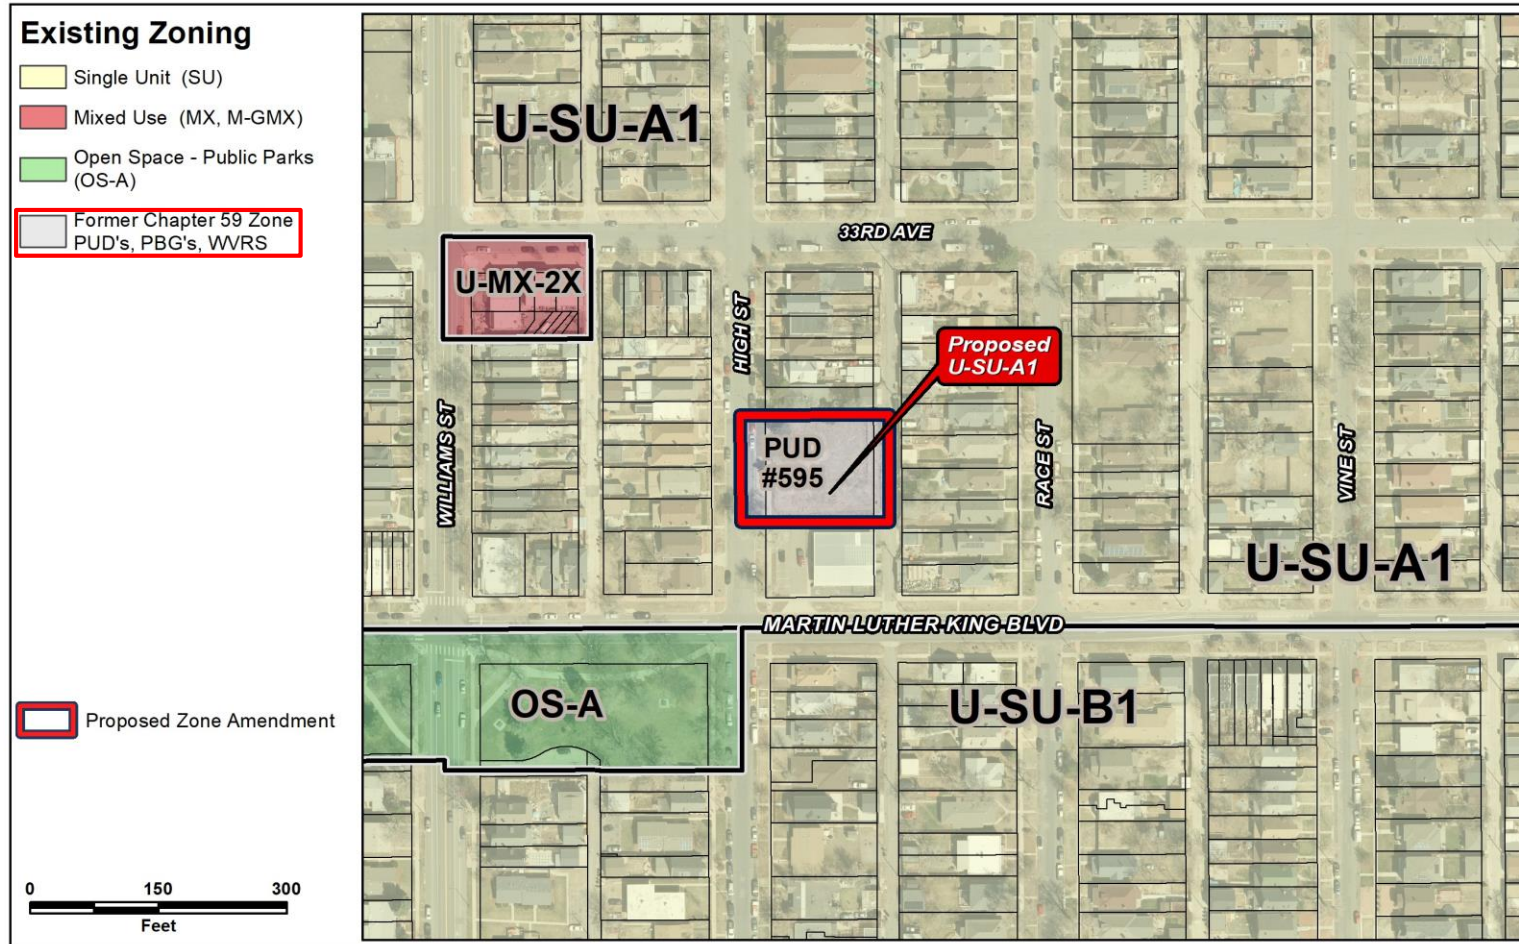 Existing Zoning
Single Unit (SU)
Mixed Use (MX, M-GMX)
Open Space - Public Parks
(OS-A)
Former Chapter 59 Zone
PUD's, PBG's, WVRS
Proposed Zone Amendment
0 150 300
Feet
U-SU-A1
33RD AVE
U-MX-2X
HIGH ST
Proposed
U-SU-A1
WILLIAMS ST
PUD
#595
RACE ST
VINE ST
U-SU-A1
MARTIN LUTHER KING BLVD
OS-A
U-SU-B1